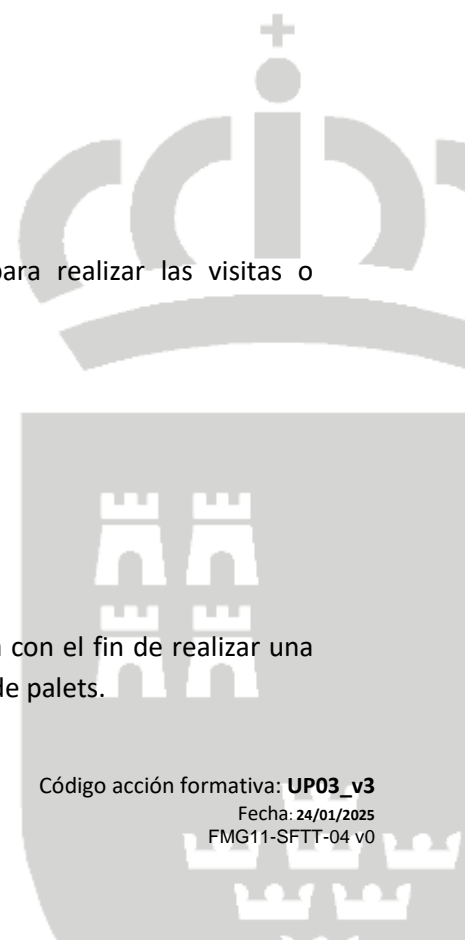 para realizar las visitas o
con el fin de realizar una
de palets.
Código acción formativa: UP03_v3
Fecha: 24/01/2025
FMG11-SFTT-04 v0